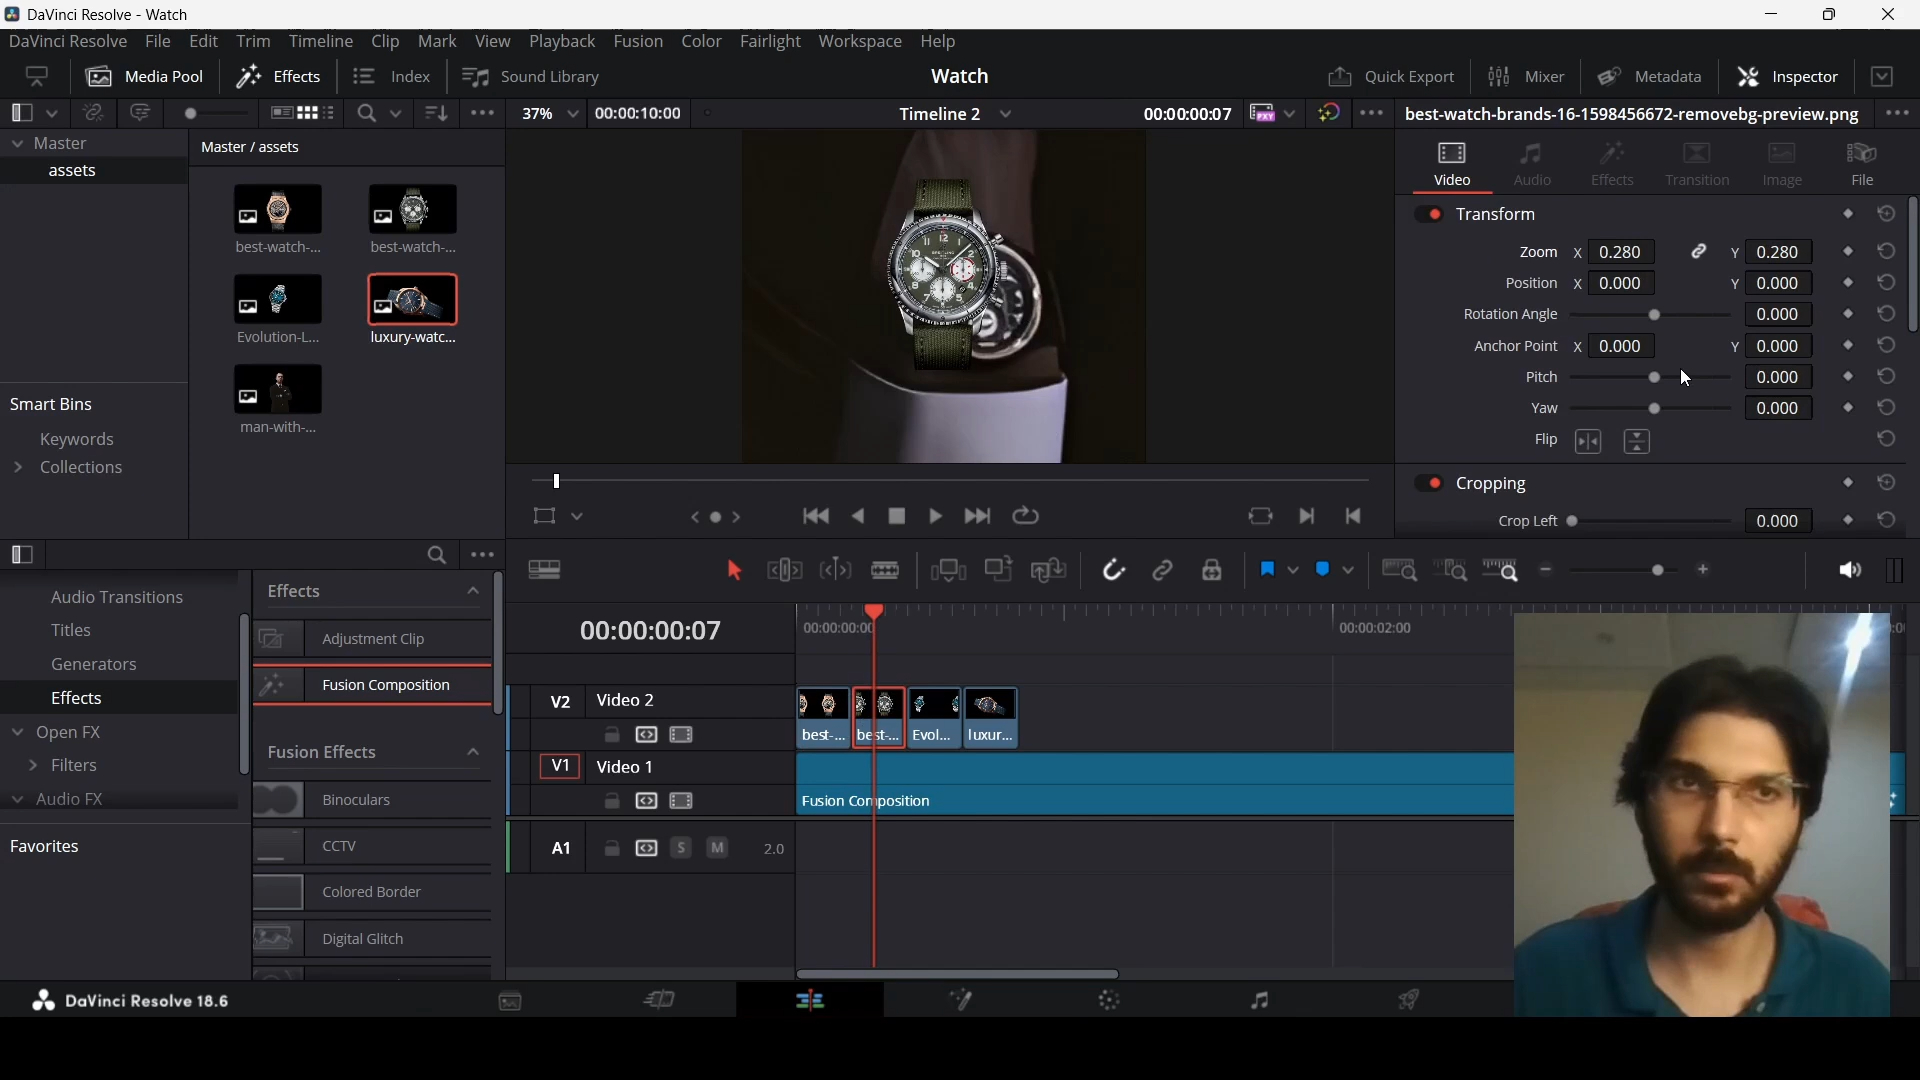 DaVinci Resolve - Watch
DaVinci Resolve File Edit Trim Timeline Clip Mark View Playback Fusion Color Fairlight Workspace Help
Media Pool Effects Index Sound Library Watch Quick Export Mixer Metadata Inspector
37% 00:00:10:00 Timeline 2 00:00:00:07 best-watch-brands-16-1598456672-removebg-preview.png
Master
assets
Master / assets
best-watch-... best-watch-...
Evolution-L... luxury-watc...
man-with-...
Smart Bins
Keywords
Collections
Video Audio Effects Transition Image File
Transform
Zoom X 0.280 Y 0.280
Position X 0.000 Y 0.000
Rotation Angle 0.000
Anchor Point X 0.000 Y 0.000
Pitch 0.000
Yaw 0.000
Flip
Cropping
Crop Left 0.000
Audio Transitions
Titles
Generators
Effects
Open FX
Filters
Audio FX
Favorites
Effects
Adjustment Clip
Fusion Composition
Fusion Effects
Binoculars
CCTV
Colored Border
Digital Glitch
00:00:00:07
00:00:00:00 00:00:02:00
V2 Video 2
best-... best-... Evol... luxur...
V1 Video 1
Fusion Composition
A1 S M 2.0
DaVinci Resolve 18.6